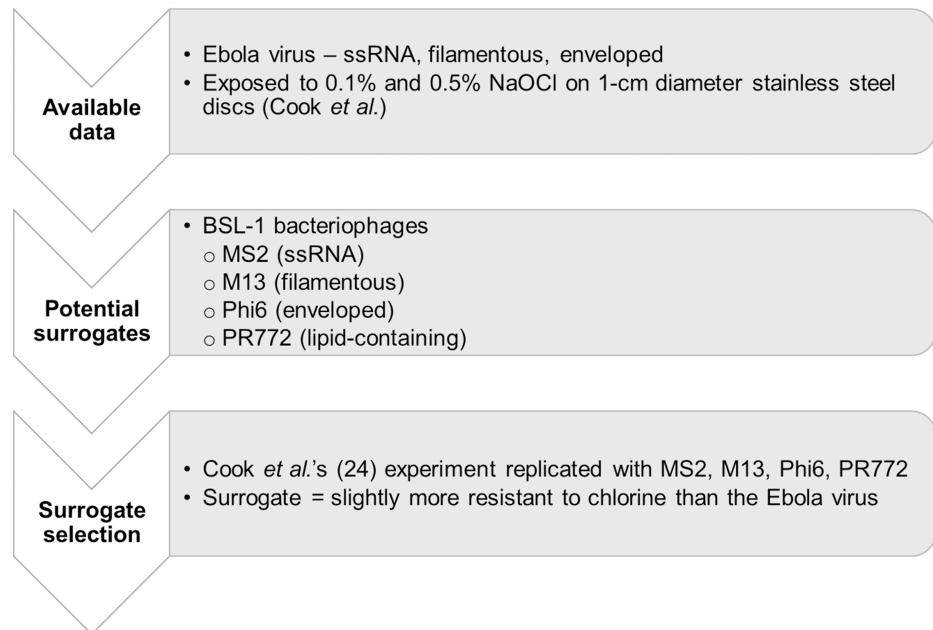 Available
data
• Ebola virus – ssRNA, filamentous, enveloped
• Exposed to 0.1% and 0.5% NaOCl on 1-cm diameter stainless steel
discs (Cook et al.)
Potential
surrogates
• BSL-1 bacteriophages
o MS2 (ssRNA)
o M13 (filamentous)
o Phi6 (enveloped)
o PR772 (lipid-containing)
Surrogate
selection
• Cook et al.'s (24) experiment replicated with MS2, M13, Phi6, PR772
• Surrogate = slightly more resistant to chlorine than the Ebola virus